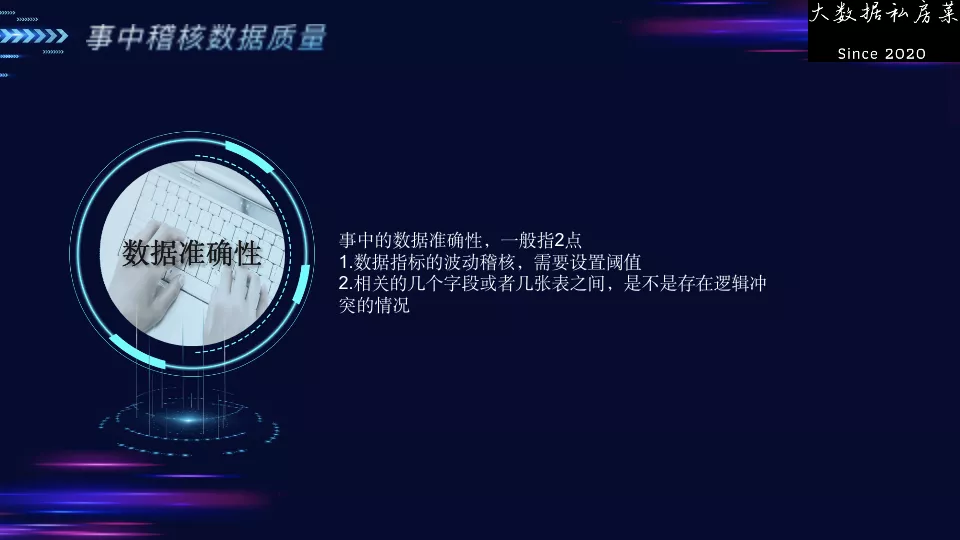 事中稽核数据质量
大数据私房菜
Since 2020
数据准确性
事中的数据准确性，一般指2点
1.数据指标的波动稽核，需要设置阈值
2.相关的几个字段或者几张表之间，是不是存在逻辑冲
突的情况